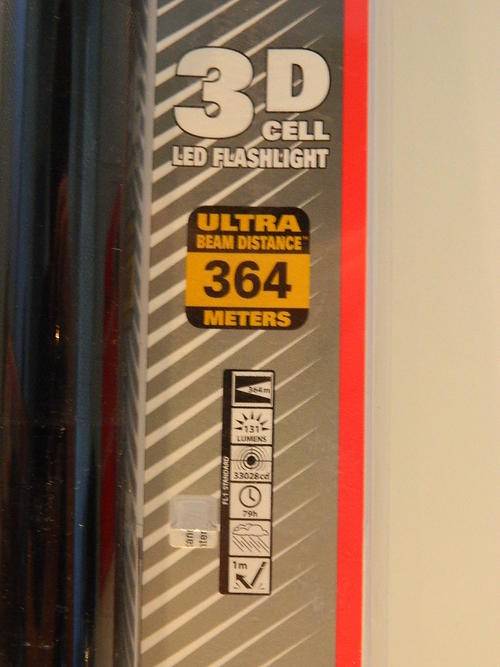 3D
CELL
LED FLASHLIGHT
ULTRA
BEAM DISTANCE™
364
METERS
364m
131
LUMENS
33028cd
79h
1m
FL1 STANDARD